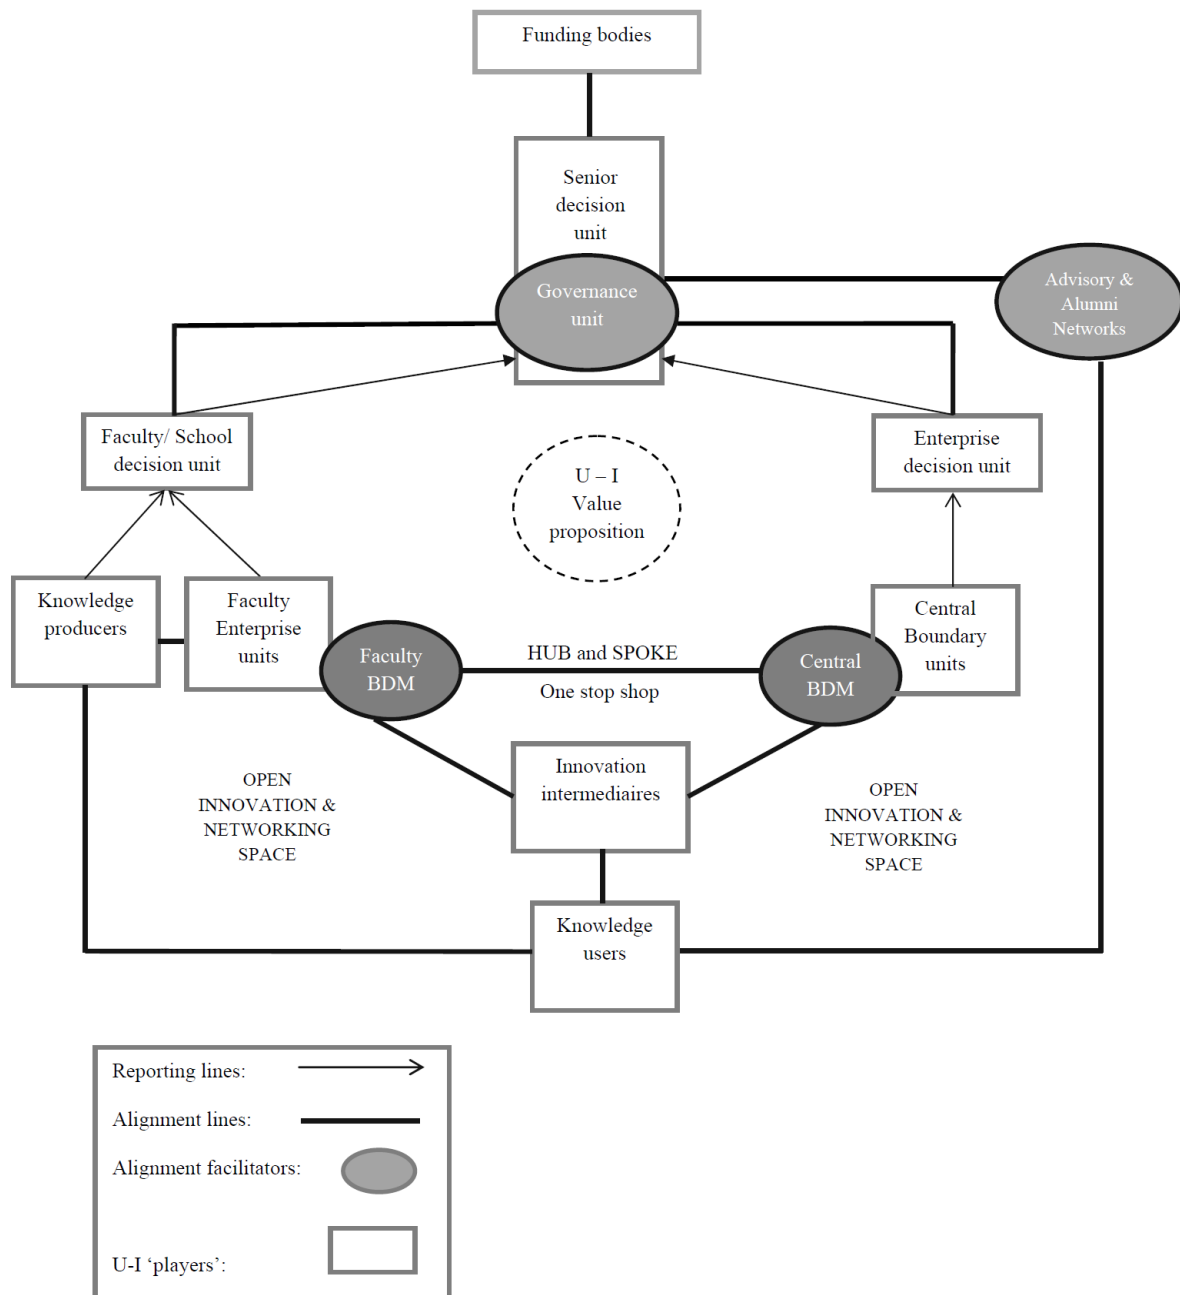 Funding bodies
Senior
decision
unit
Governance
unit
Advisory &
Alumni
Networks
Faculty/ School
decision unit
Enterprise
decision unit
U – I
Value
proposition
Knowledge
producers
Faculty
Enterprise
units
Faculty
BDM
HUB and SPOKE
One stop shop
Central
BDM
Central
Boundary
units
Innovation
intermediaires
OPEN
INNOVATION &
NETWORKING
SPACE
OPEN
INNOVATION &
NETWORKING
SPACE
Knowledge
users
Reporting lines:
Alignment lines:
Alignment facilitators:
U-I ‘players’: